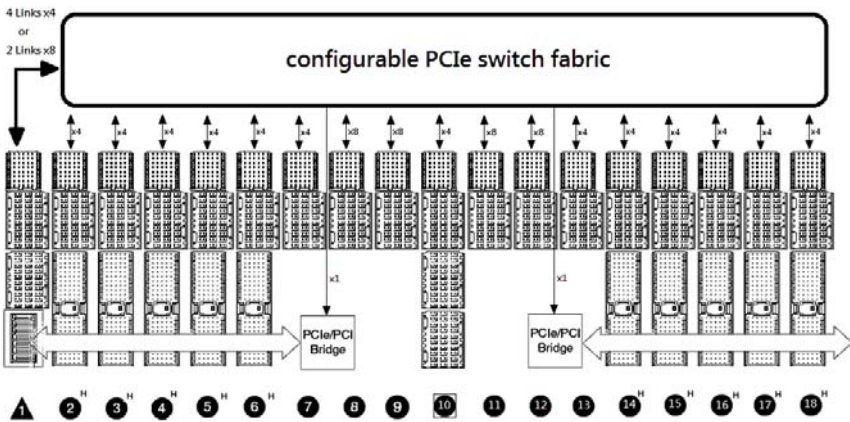 4 Links x4
or
2 Links x8
configurable PCIe switch fabric
x4 x4 x4 x4 x4 x4 x8 x8 x4 x8 x8 x4 x4 x4 x4 x4 x4
x1 x1
PCIe/PCI
Bridge
PCIe/PCI
Bridge
1 2 H 3 H 4 H 5 H 6 H 7 8 9 10 11 12 13 14 H 15 H 16 H 17 H 18 H